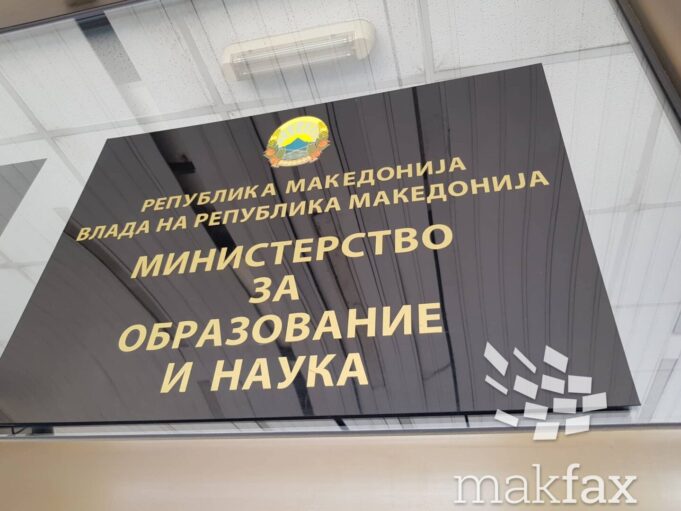 РЕПУБЛИКА МАКЕДОНИЈА
ВЛАДА НА РЕПУБЛИКА МАКЕДОНИЈА
МИНИСТЕРСТВО
ЗА
ОБРАЗОВАНИЕ
И НАУКА
makfax